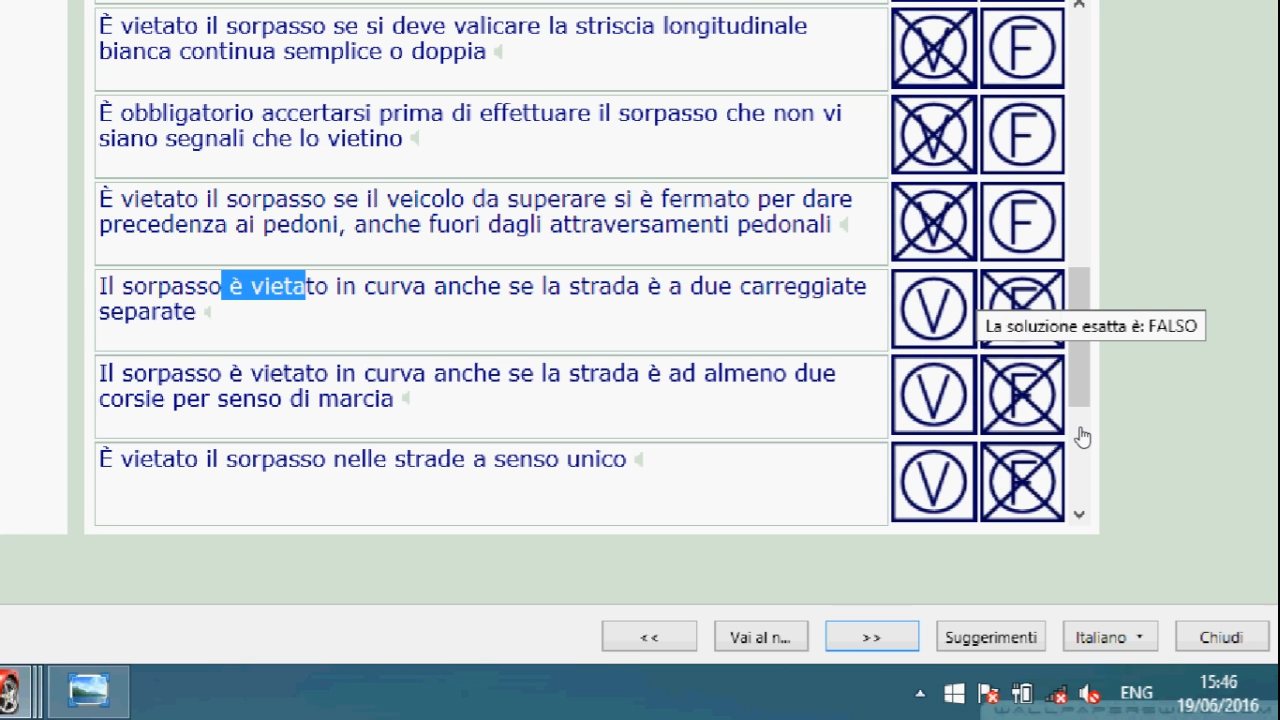 È vietato il sorpasso se si deve valicare la striscia longitudinale
bianca continua semplice o doppia
V F
È obbligatorio accertarsi prima di effettuare il sorpasso che non vi
siano segnali che lo vietino
V F
È vietato il sorpasso se il veicolo da superare si è fermato per dare
precedenza ai pedoni, anche fuori dagli attraversamenti pedonali
V F
Il sorpasso è vietato in curva anche se la strada è a due carreggiate
separate
V F
La soluzione esatta è: FALSO
Il sorpasso è vietato in curva anche se la strada è ad almeno due
corsie per senso di marcia
V F
È vietato il sorpasso nelle strade a senso unico
V F
<< Vai al n... >> Suggerimenti Italiano Chiudi
ENG 15:46
19/06/2016